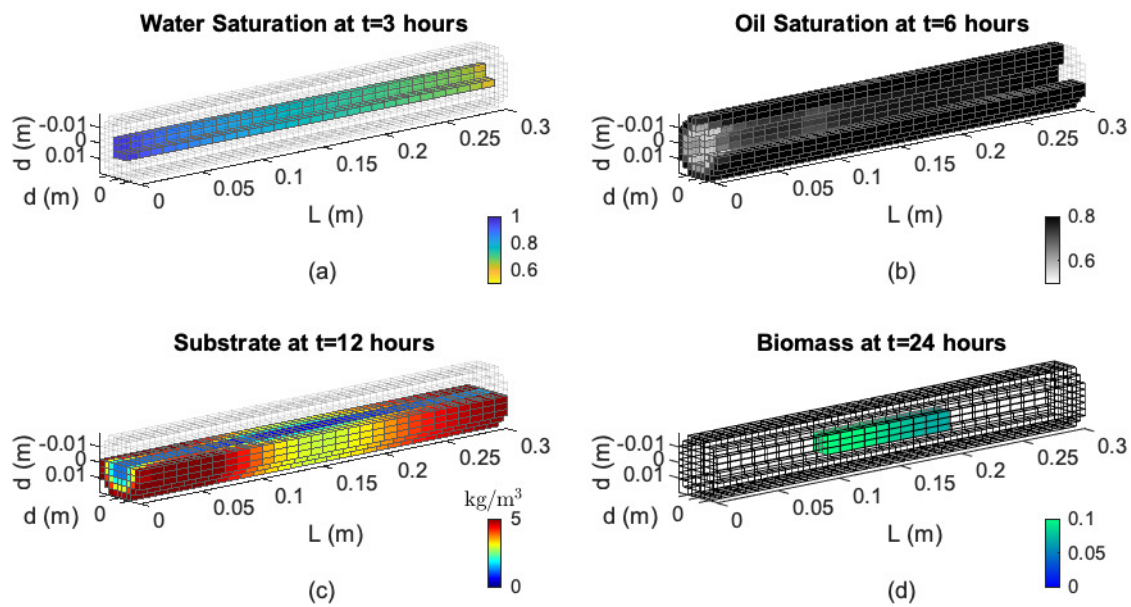 Water Saturation at t=3 hours
-0.01
0
0.01
d (m)
d (m)
0
0
0.05
0.1
0.15
0.2
0.25
0.3
L (m)
1
0.8
0.6
(a)
Oil Saturation at t=6 hours
-0.01
0
0.01
d (m)
d (m)
0
0
0.05
0.1
0.15
0.2
0.25
0.3
L (m)
0.8
0.6
(b)
Substrate at t=12 hours
-0.01
0
0.01
d (m)
d (m)
0
0
0.05
0.1
0.15
0.2
0.25
0.3
L (m)
kg/m³
5
0
(c)
Biomass at t=24 hours
-0.01
0
0.01
d (m)
d (m)
0
0
0.05
0.1
0.15
0.2
0.25
0.3
L (m)
0.1
0.05
0
(d)